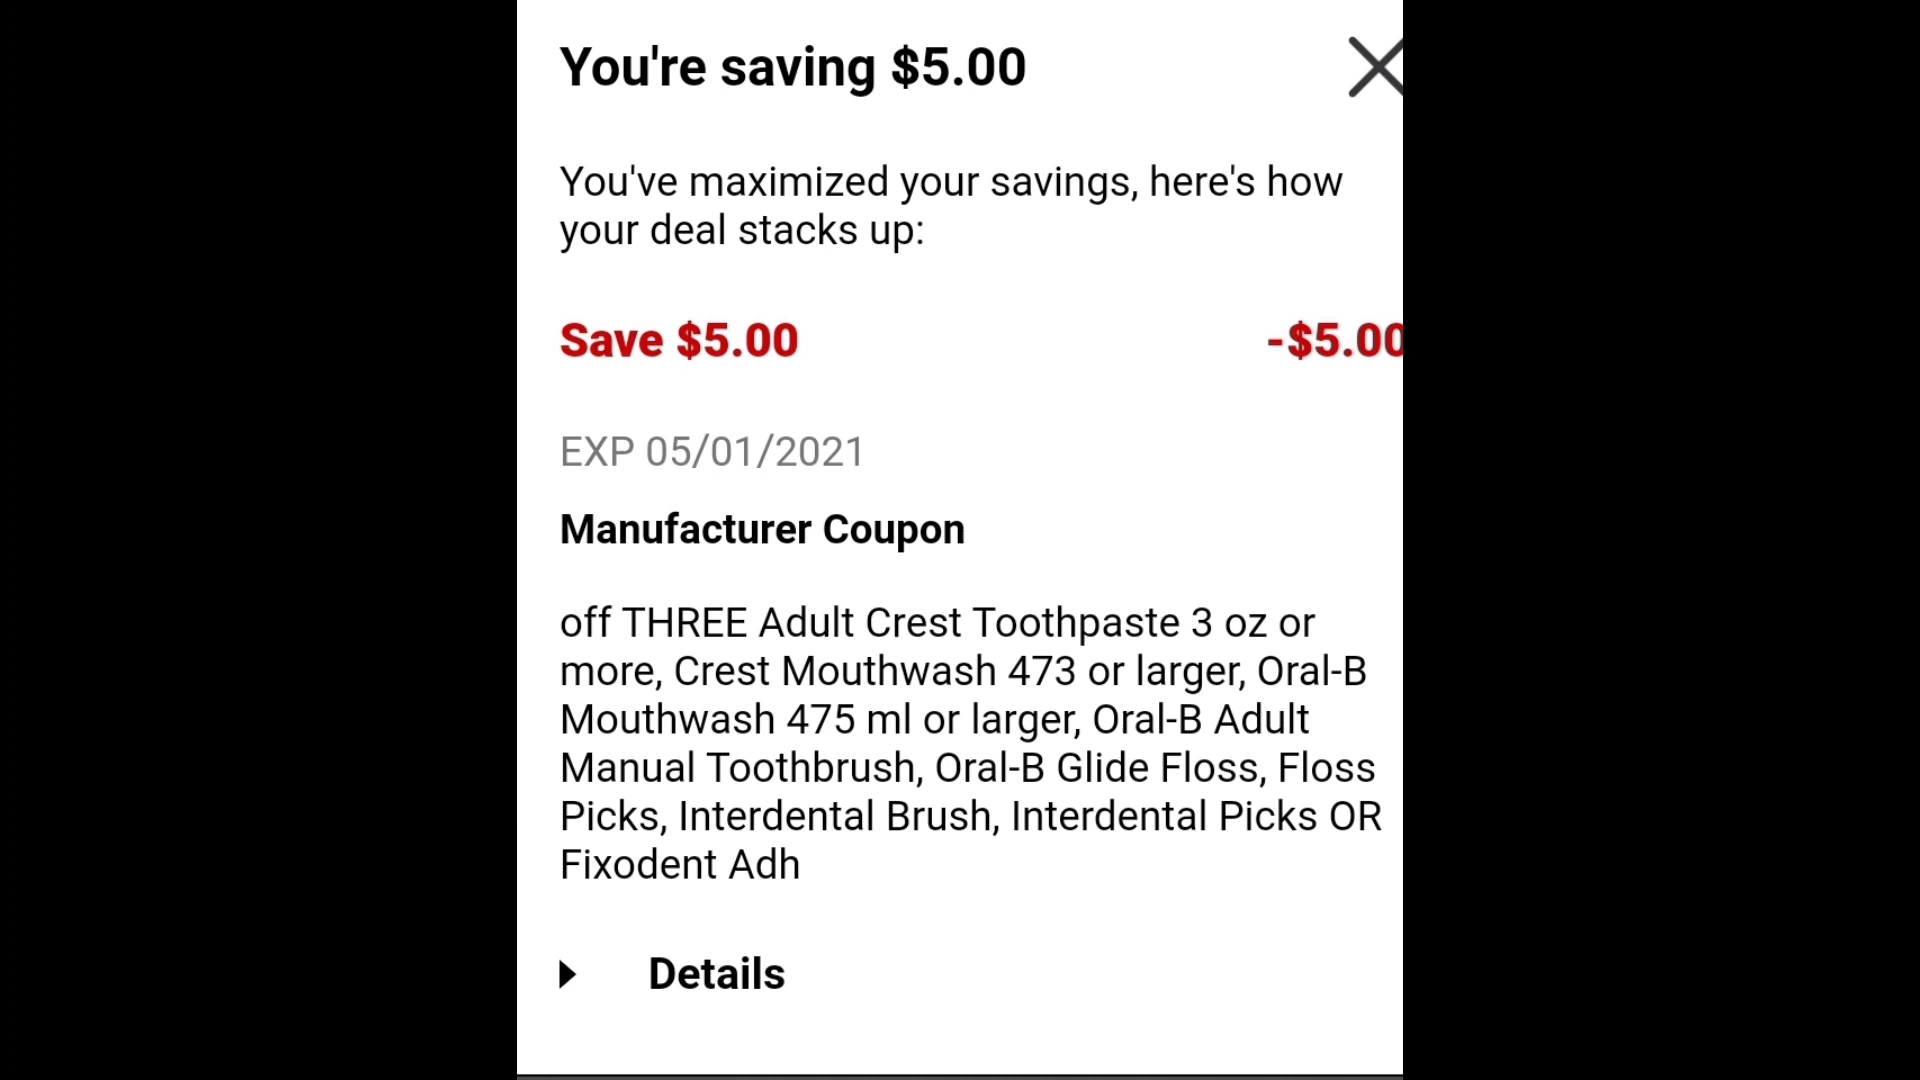 You're saving $5.00
You've maximized your savings, here's how
your deal stacks up:
Save $5.00 -$5.00
EXP 05/01/2021
Manufacturer Coupon
off THREE Adult Crest Toothpaste 3 oz or
more, Crest Mouthwash 473 or larger, Oral-B
Mouthwash 475 ml or larger, Oral-B Adult
Manual Toothbrush, Oral-B Glide Floss, Floss
Picks, Interdental Brush, Interdental Picks OR
Fixodent Adh
Details